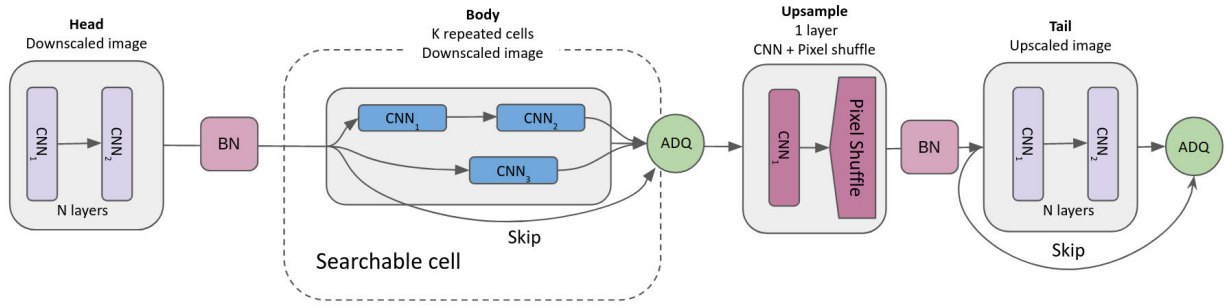 Head
Downscaled image
CNN1
CNN2
N layers
BN
Body
K repeated cells
Downscaled image
CNN1
CNN2
CNN3
Skip
Searchable cell
ADQ
Upsample
1 layer
CNN + Pixel shuffle
CNN1
Pixel Shuffle
BN
Tail
Upscaled image
CNN1
CNN2
N layers
Skip
ADQ